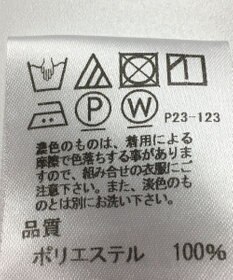 P W P23-123
濃色のものは、着用による
摩擦で色落ちする事がありま
すので、組み合せの衣服にご
注意下さい。また、淡色のも
のとは別にお洗い下さい。
品質
ポリエステル 100%